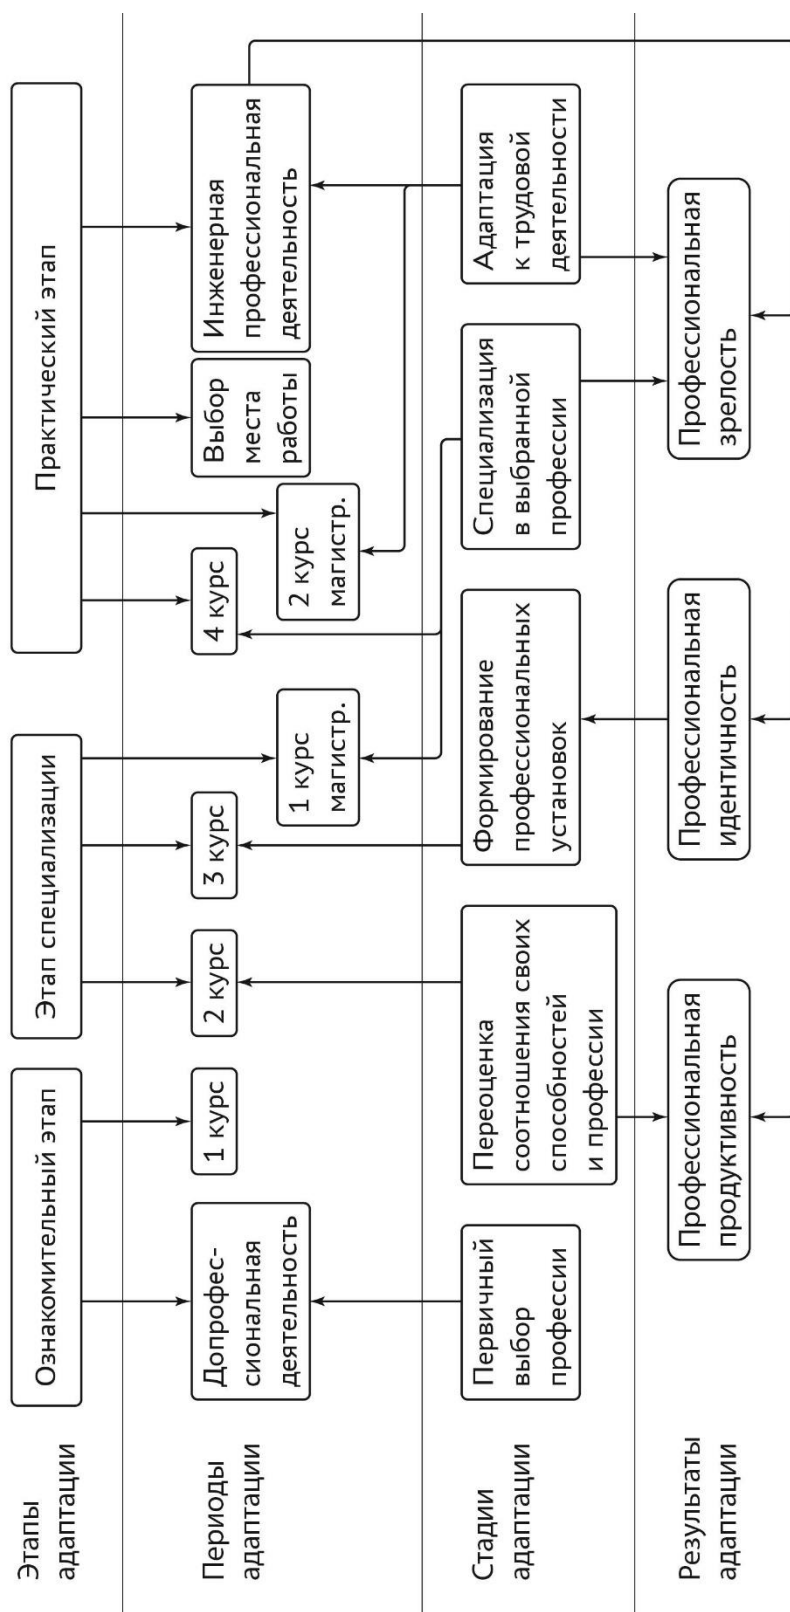 Этапы
адаптации
Ознакомительный этап
Этап специализации
Практический этап
Периоды
адаптации
Допрофес-
сиональная
деятельность
1 курс
2 курс
3 курс
1 курс
магистр.
4 курс
2 курс
магистр.
Выбор
места
работы
Инженерная
профессиональная
деятельность
Стадии
адаптации
Первичный
выбор
профессии
Переоценка
соотношения своих
способностей
и профессии
Формирование
профессиональных
установок
Специализация
в выбранной
профессии
Адаптация
к трудовой
деятельности
Результаты
адаптации
Профессиональная
продуктивность
Профессиональная
идентичность
Профессиональная
зрелость